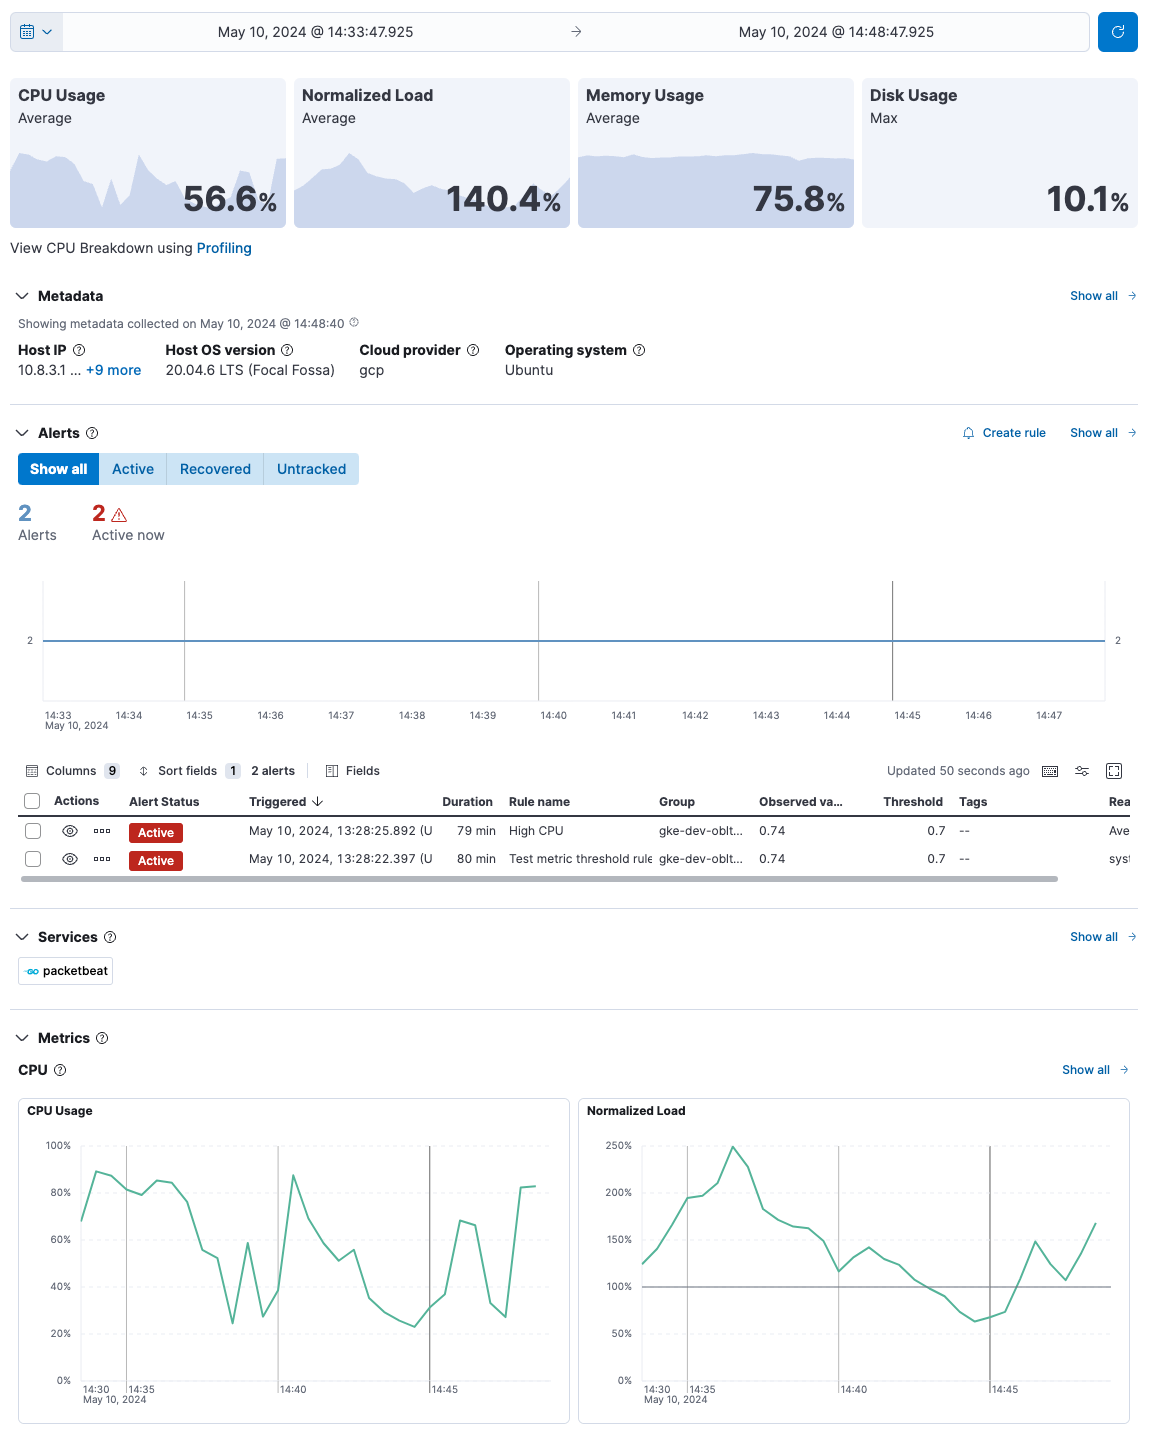 May 10, 2024 @ 14:33:47.925 → May 10, 2024 @ 14:48:47.925
CPU Usage
Average
56.6%
Normalized Load
Average
140.4%
Memory Usage
Average
75.8%
Disk Usage
Max
10.1%
View CPU Breakdown using Profiling
Metadata
Show all →
Showing metadata collected on May 10, 2024 @ 14:48:40
Host IP Host OS version Cloud provider Operating system
10.8.3.1 ... +9 more 20.04.6 LTS (Focal Fossa) gcp Ubuntu
Alerts
Create rule Show all →
Show all Active Recovered Untracked
2 2
Alerts Active now
2 2
14:33 14:34 14:35 14:36 14:37 14:38 14:39 14:40 14:41 14:42 14:43 14:44 14:45 14:46 14:47
May 10, 2024
Columns 9 Sort fields 1 2 alerts Fields Updated 50 seconds ago
Actions Alert Status Triggered ↓ Duration Rule name Group Observed va... Threshold Tags Rea
Active May 10, 2024, 13:28:25.892 (U 79 min High CPU gke-dev-oblt... 0.74 0.7 -- Ave
Active May 10, 2024, 13:28:22.397 (U 80 min Test metric threshold rule gke-dev-oblt... 0.74 0.7 -- syst
Services
Show all →
GO packetbeat
Metrics
CPU
Show all →
CPU Usage
100%
80%
60%
40%
20%
0%
14:30 14:35 14:40 14:45
May 10, 2024
Normalized Load
250%
200%
150%
100%
50%
0%
14:30 14:35 14:40 14:45
May 10, 2024